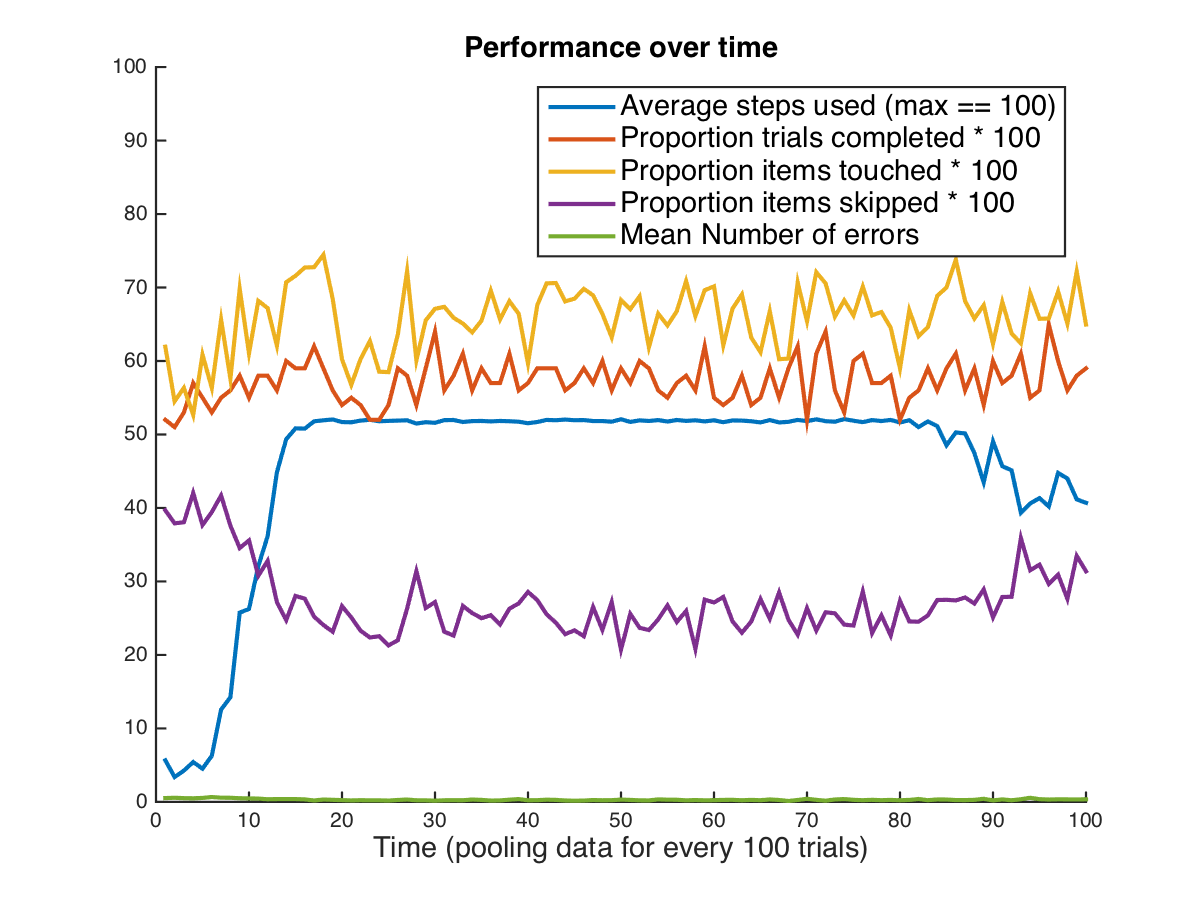 Performance over time
100
90
80
70
60
50
40
30
20
10
0
Average steps used (max == 100)
Proportion trials completed * 100
Proportion items touched * 100
Proportion items skipped * 100
Mean Number of errors
0 10 20 30 40 50 60 70 80 90 100
Time (pooling data for every 100 trials)